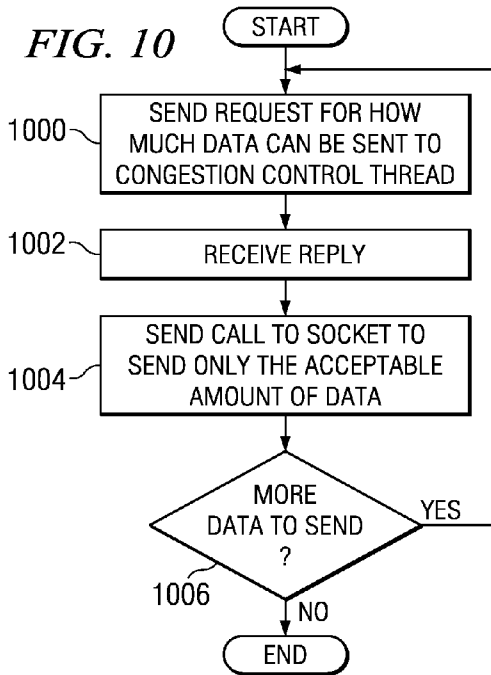 FIG. 10
START
1000
SEND REQUEST FOR HOW
MUCH DATA CAN BE SENT TO
CONGESTION CONTROL THREAD
1002
RECEIVE REPLY
1004
SEND CALL TO SOCKET TO
SEND ONLY THE ACCEPTABLE
AMOUNT OF DATA
MORE
DATA TO SEND
?
YES
1006
NO
END